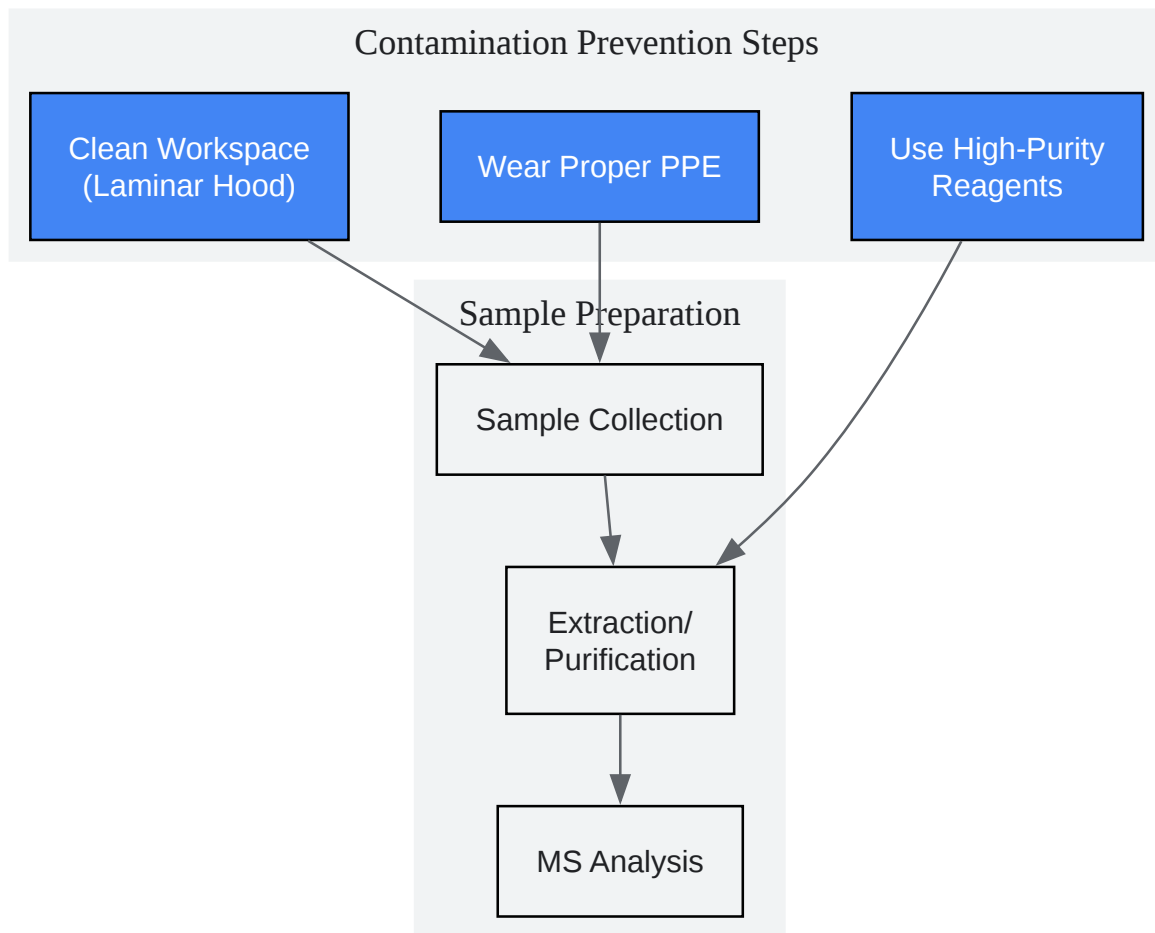 Contamination Prevention Steps
Clean Workspace
(Laminar Hood)
Wear Proper PPE
Use High-Purity
Reagents
Sample Preparation
Sample Collection
Extraction/
Purification
MS Analysis